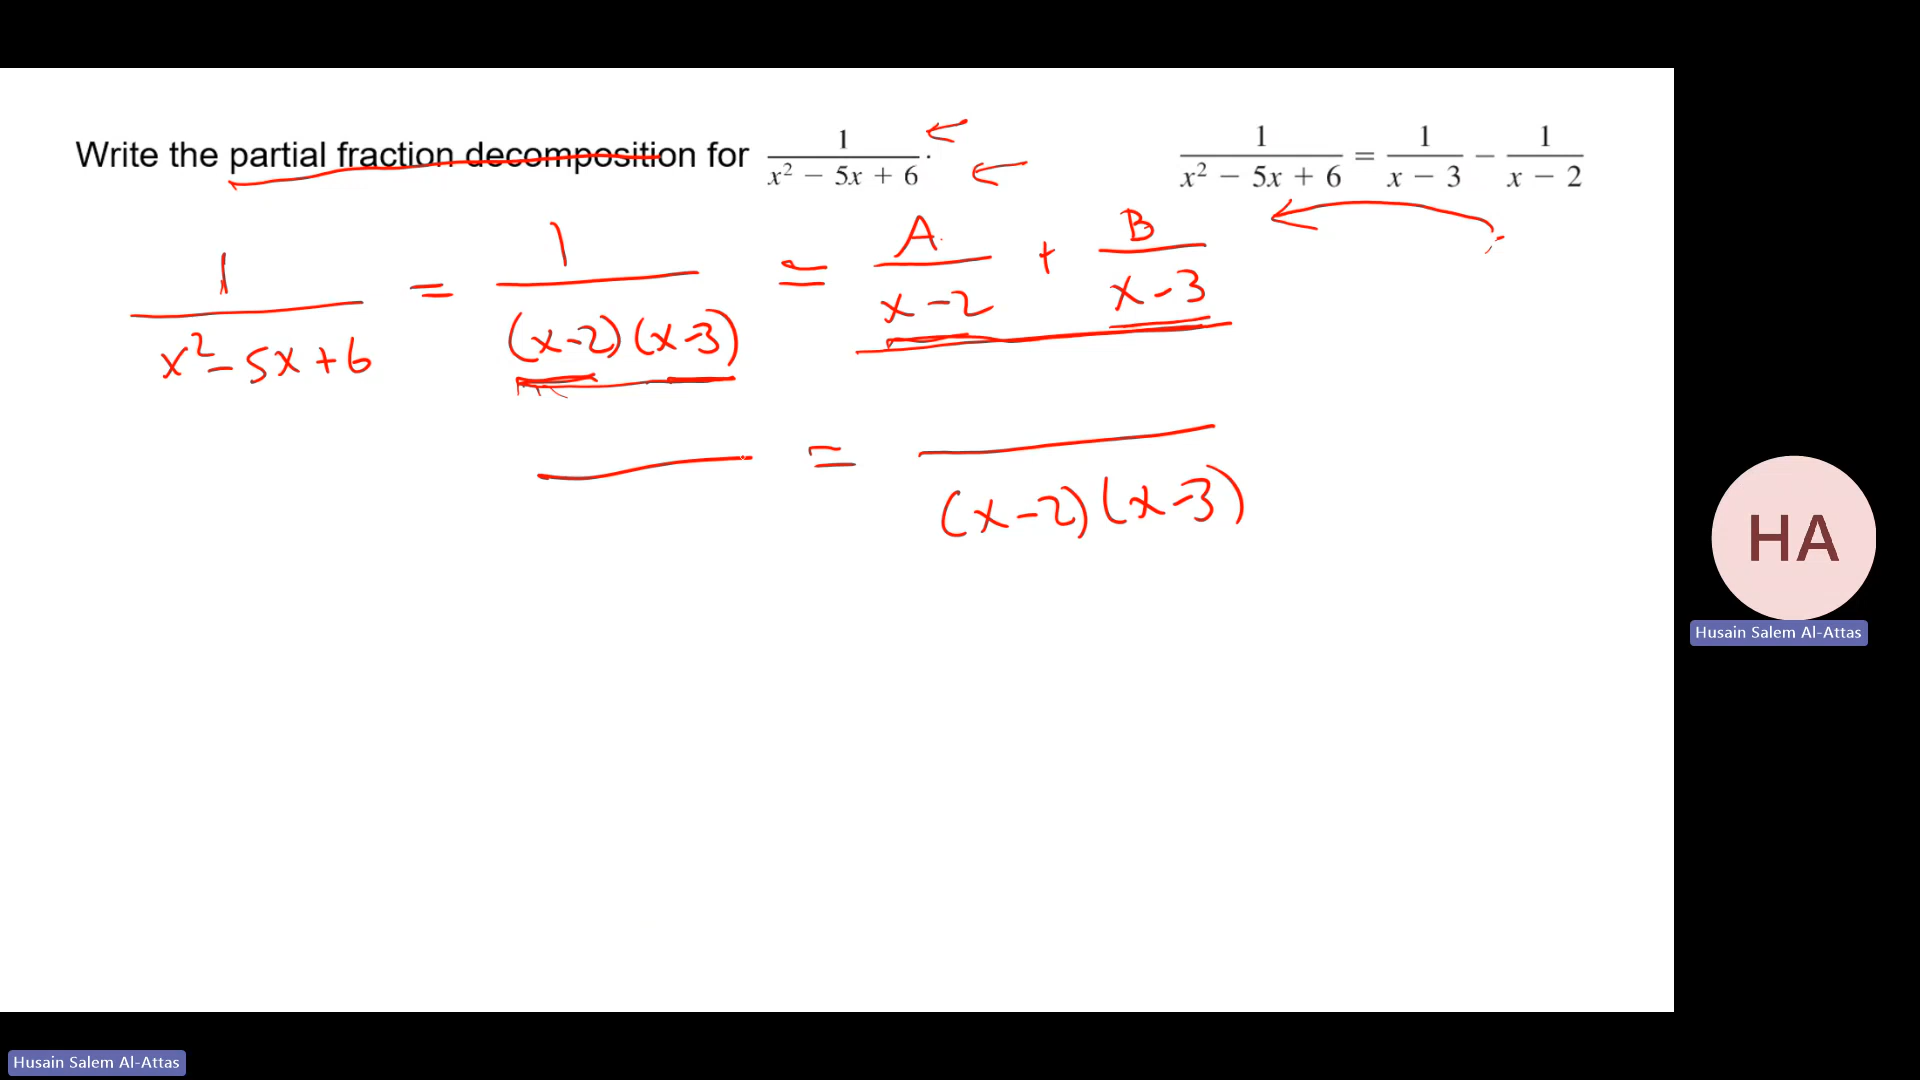 Write the partial fraction decomposition for 1/(x² − 5x + 6).
1/(x² − 5x + 6) = 1/(x − 3) − 1/(x − 2)
1/(x² − 5x + 6) = 1/((x − 2)(x − 3)) = A/(x − 2) + B/(x − 3)
= /((x − 2)(x − 3))
HA
Husain Salem Al-Attas
Husain Salem Al-Attas